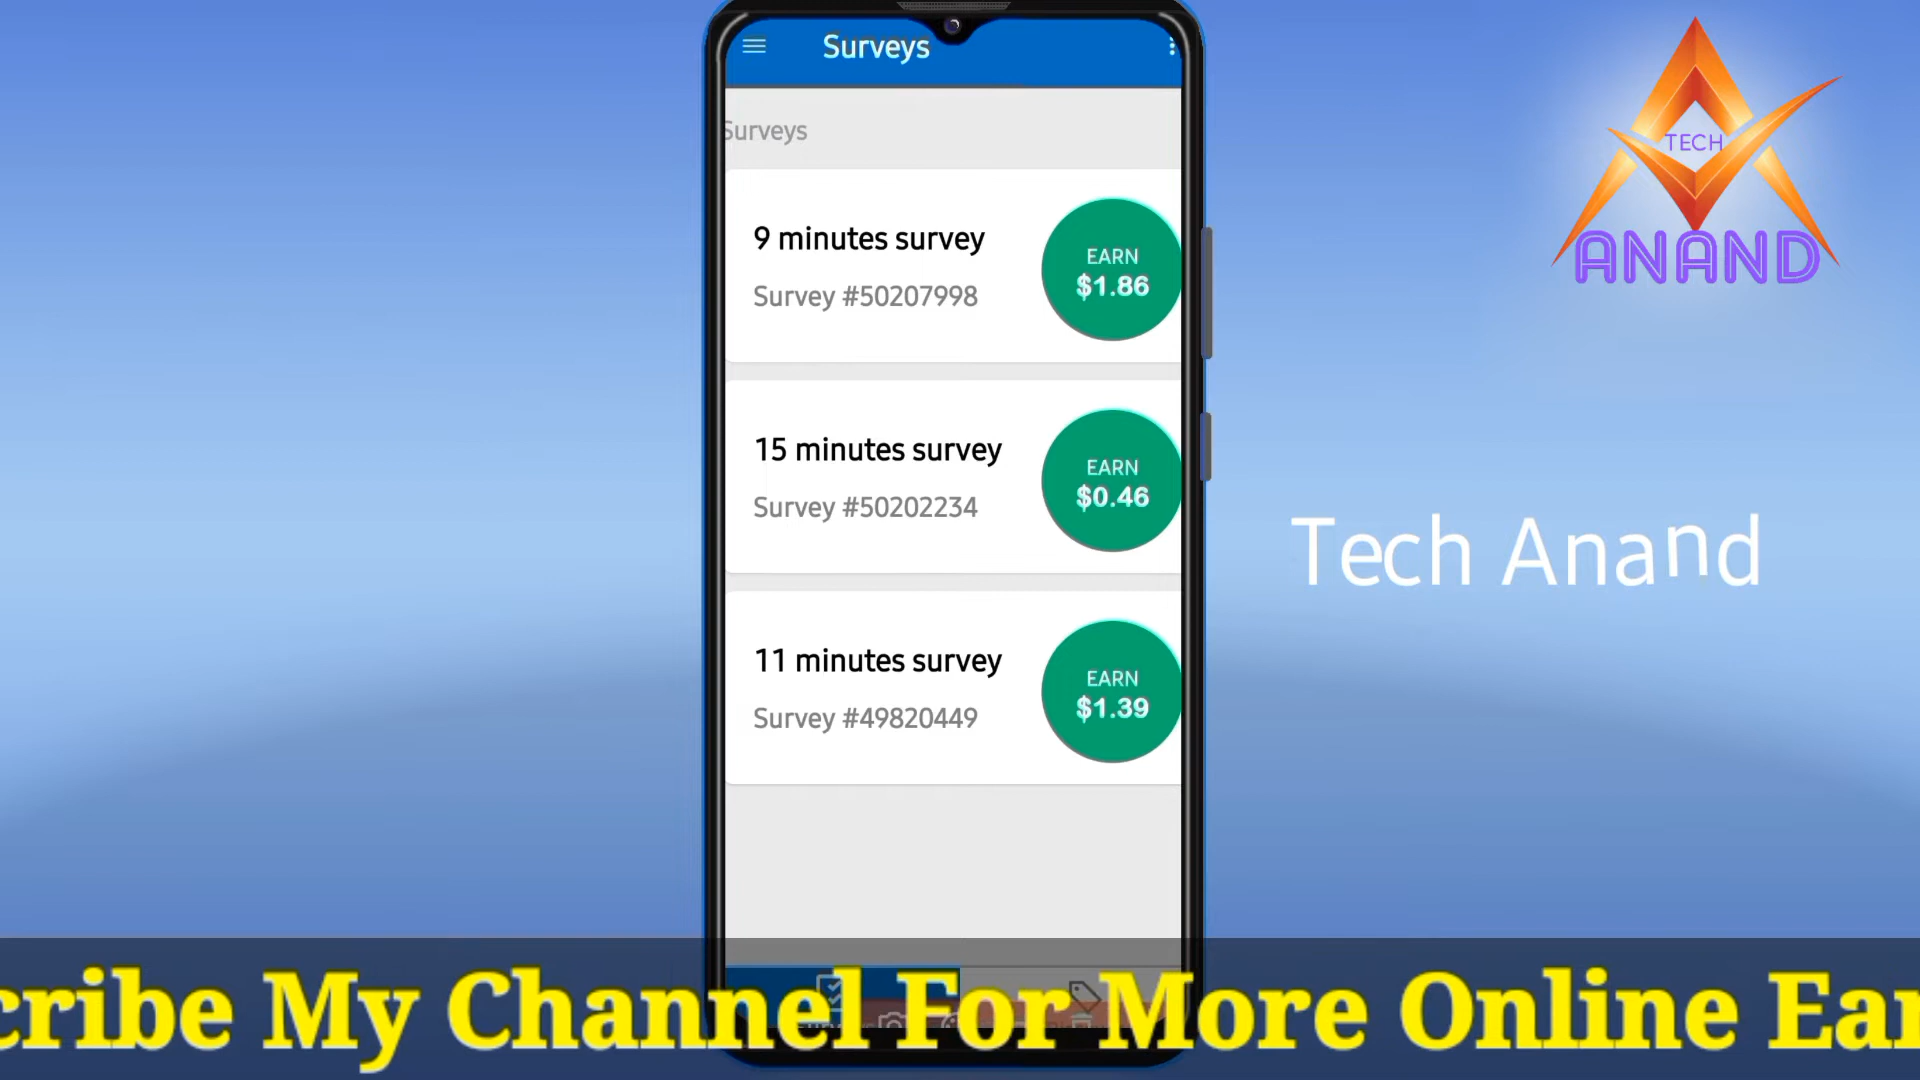 Surveys
Surveys
9 minutes survey
Survey #50207998
EARN
$1.86
15 minutes survey
Survey #50202234
EARN
$0.46
11 minutes survey
Survey #49820449
EARN
$1.39
TECH
ANAND
Tech Anand
cribe My Channel For More Online Ear